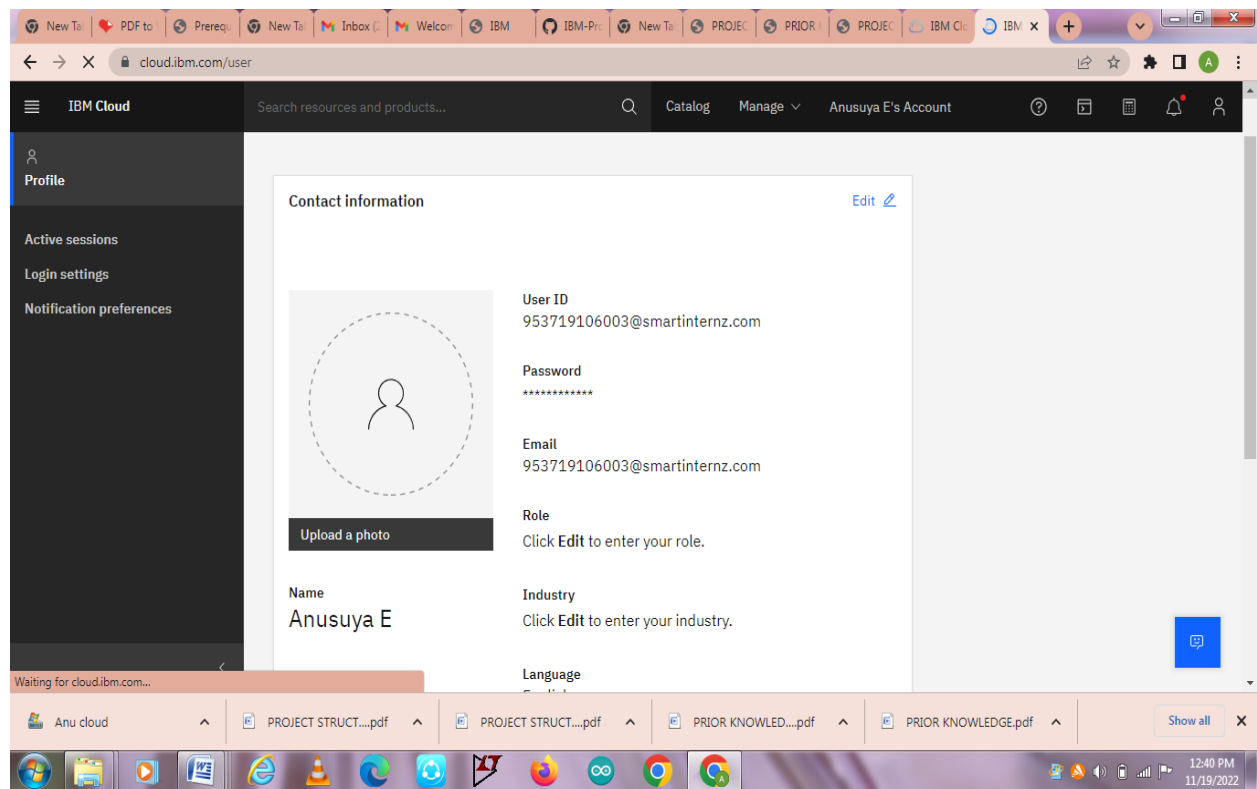 New Ta
PDF to
Prerequ
New Ta
Inbox (2
Welcom
IBM
IBM-Pro
New Ta
PROJEC
PRIOR
PROJEC
IBM Clo
IBM
cloud.ibm.com/user
A
IBM Cloud
Search resources and products...
Catalog
Manage
Anusuya E's Account
Profile
Active sessions
Login settings
Notification preferences
Contact information
Edit
User ID
953719106003@smartinternz.com
Password
************
Email
953719106003@smartinternz.com
Role
Click Edit to enter your role.
Upload a photo
Name
Anusuya E
Industry
Click Edit to enter your industry.
Language
Waiting for cloud.ibm.com...
Anu cloud
PROJECT STRUCT....pdf
PROJECT STRUCT....pdf
PRIOR KNOWLED....pdf
PRIOR KNOWLEDGE.pdf
Show all
12:40 PM
11/19/2022